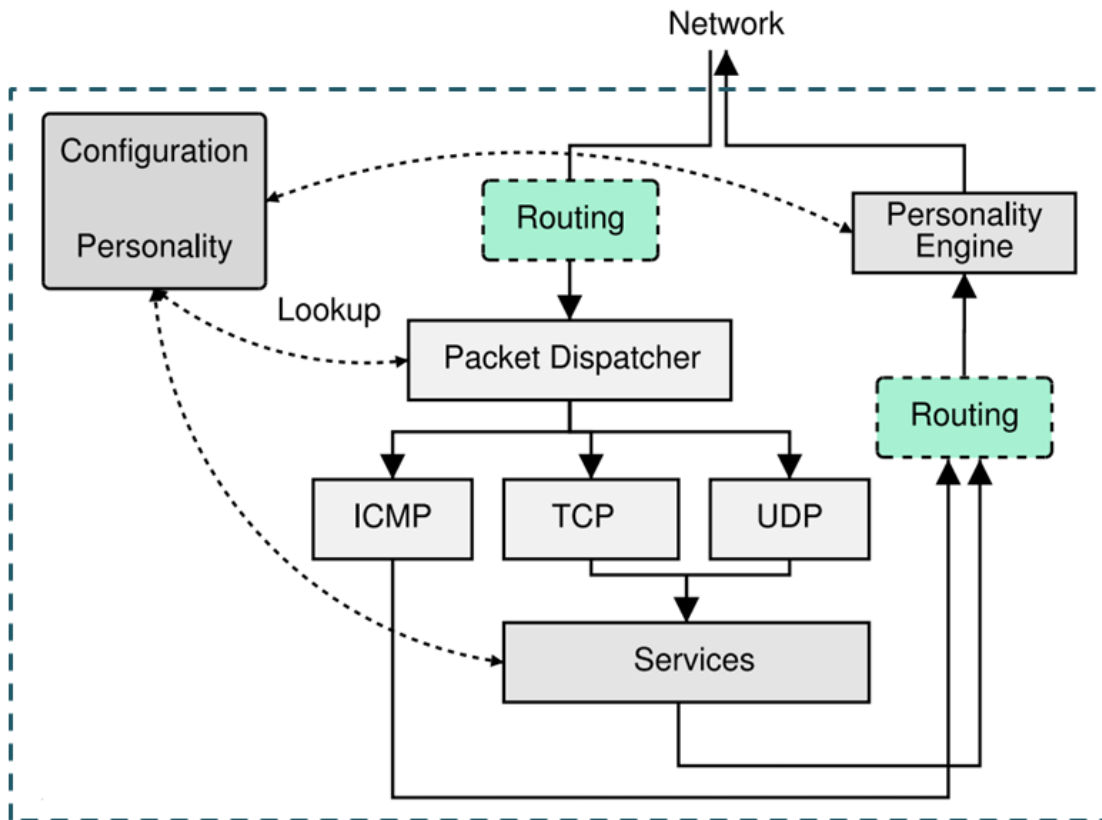 Network
Configuration
Personality
Routing
Personality
Engine
Lookup
Packet Dispatcher
Routing
ICMP
TCP
UDP
Services